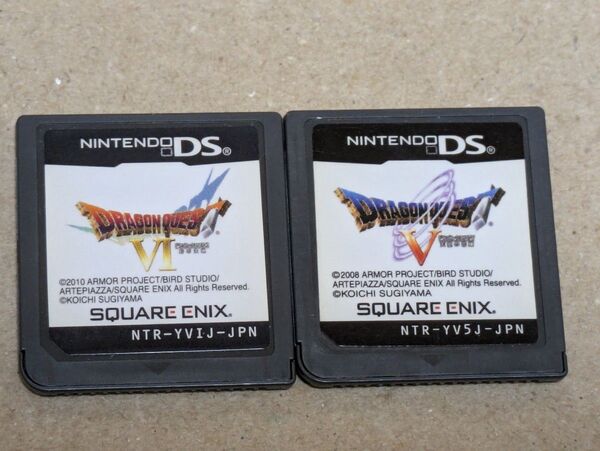 NINTENDO DS®
DRAGON QUEST
VI
©2010 ARMOR PROJECT/BIRD STUDIO/
ARTEPIAZZA/SQUARE ENIX All Rights Reserved.
©KOICHI SUGIYAMA
SQUARE ENIX.
NTR-YVIJ-JPN
NINTENDO DS®
DRAGON QUEST
V
©2008 ARMOR PROJECT/BIRD STUDIO/
ARTEPIAZZA/SQUARE ENIX All Rights Reserved.
©KOICHI SUGIYAMA
SQUARE ENIX.
NTR-YV5J-JPN